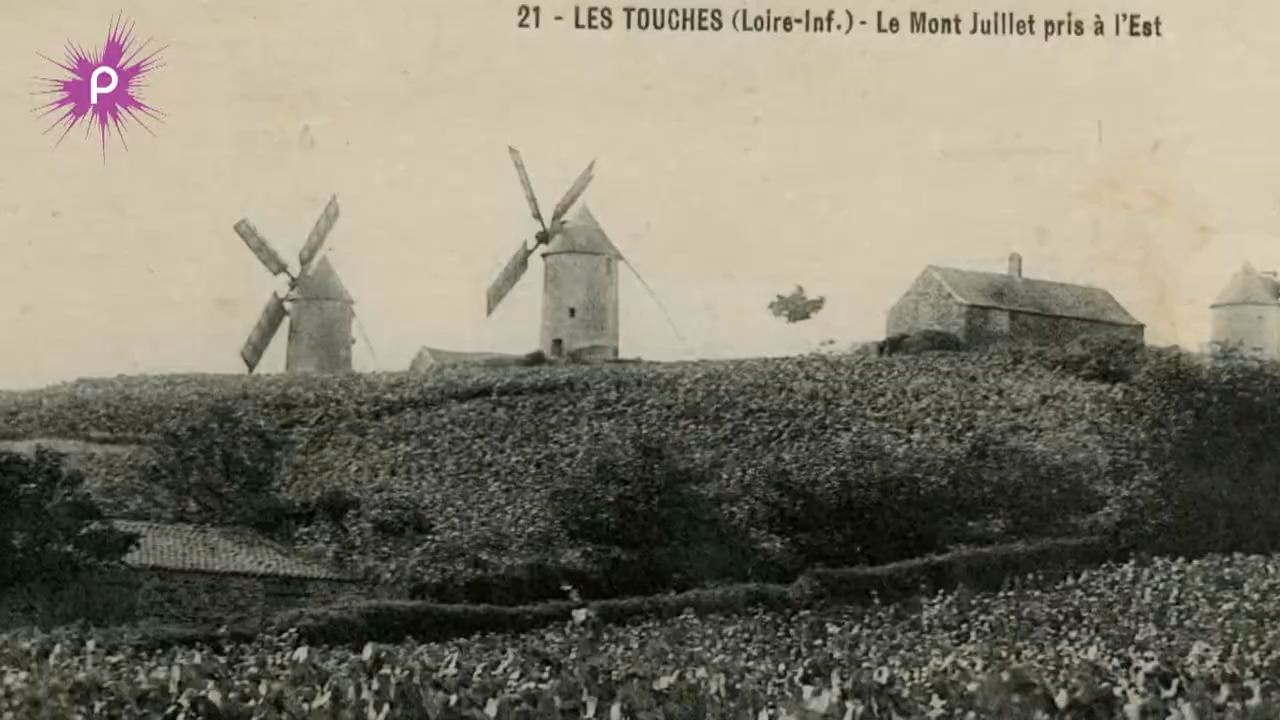 21 - LES TOUCHES (Loire-Inf.) - Le Mont Juillet pris à l'Est
P